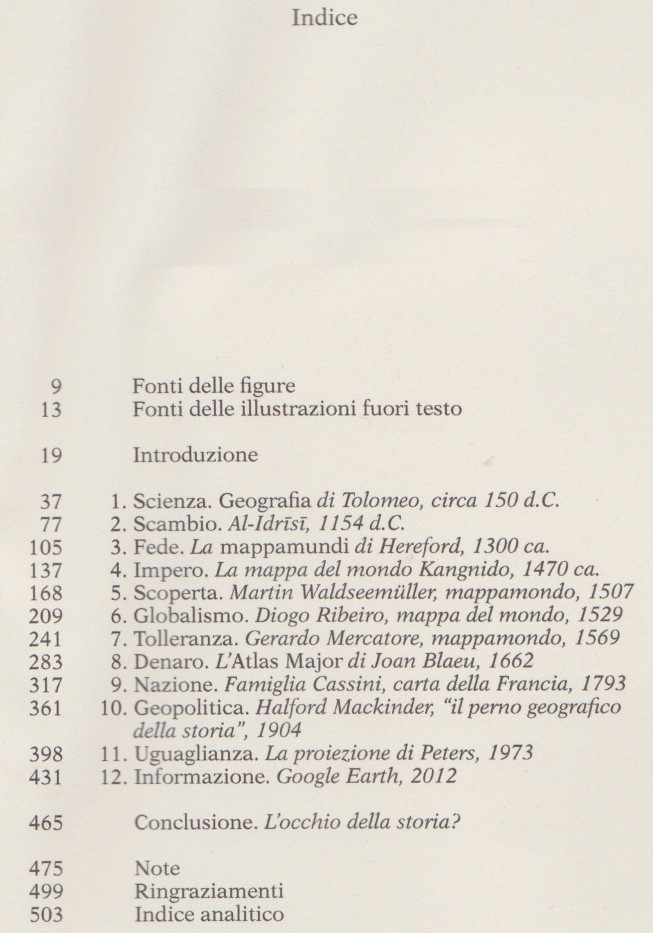 Indice
9 Fonti delle figure
13 Fonti delle illustrazioni fuori testo
19 Introduzione
37 1. Scienza. Geografia di Tolomeo, circa 150 d.C.
77 2. Scambio. Al-Idrīsī, 1154 d.C.
105 3. Fede. La mappamundi di Hereford, 1300 ca.
137 4. Impero. La mappa del mondo Kangnido, 1470 ca.
168 5. Scoperta. Martin Waldseemüller, mappamondo, 1507
209 6. Globalismo. Diogo Ribeiro, mappa del mondo, 1529
241 7. Tolleranza. Gerardo Mercatore, mappamondo, 1569
283 8. Denaro. L'Atlas Major di Joan Blaeu, 1662
317 9. Nazione. Famiglia Cassini, carta della Francia, 1793
361 10. Geopolitica. Halford Mackinder, “il perno geografico
della storia”, 1904
398 11. Uguaglianza. La proiezione di Peters, 1973
431 12. Informazione. Google Earth, 2012
465 Conclusione. L'occhio della storia?
475 Note
499 Ringraziamenti
503 Indice analitico